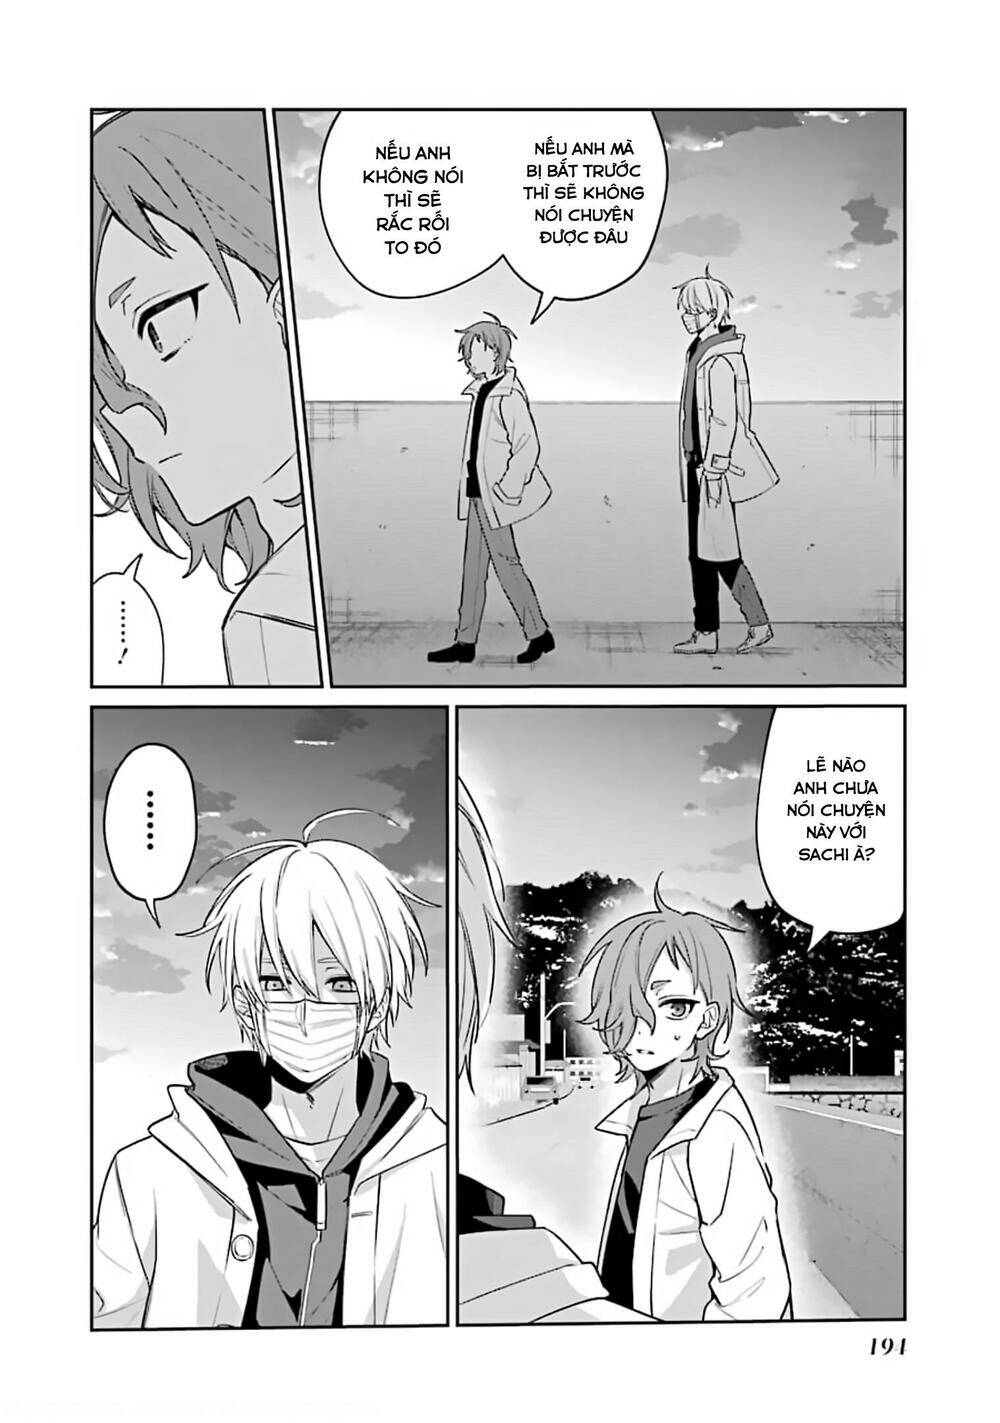 NẾU ANH MÀ
BỊ BẮT TRƯỚC
THÌ SẼ KHÔNG
NÓI CHUYỆN
ĐƯỢC ĐÂU
NẾU ANH
KHÔNG NÓI
THÌ SẼ
RẮC RỐI
TO ĐÓ
......!
LẼ NÀO
ANH CHƯA
NÓI CHUYỆN
NÀY VỚI
SACHI À?
......
194